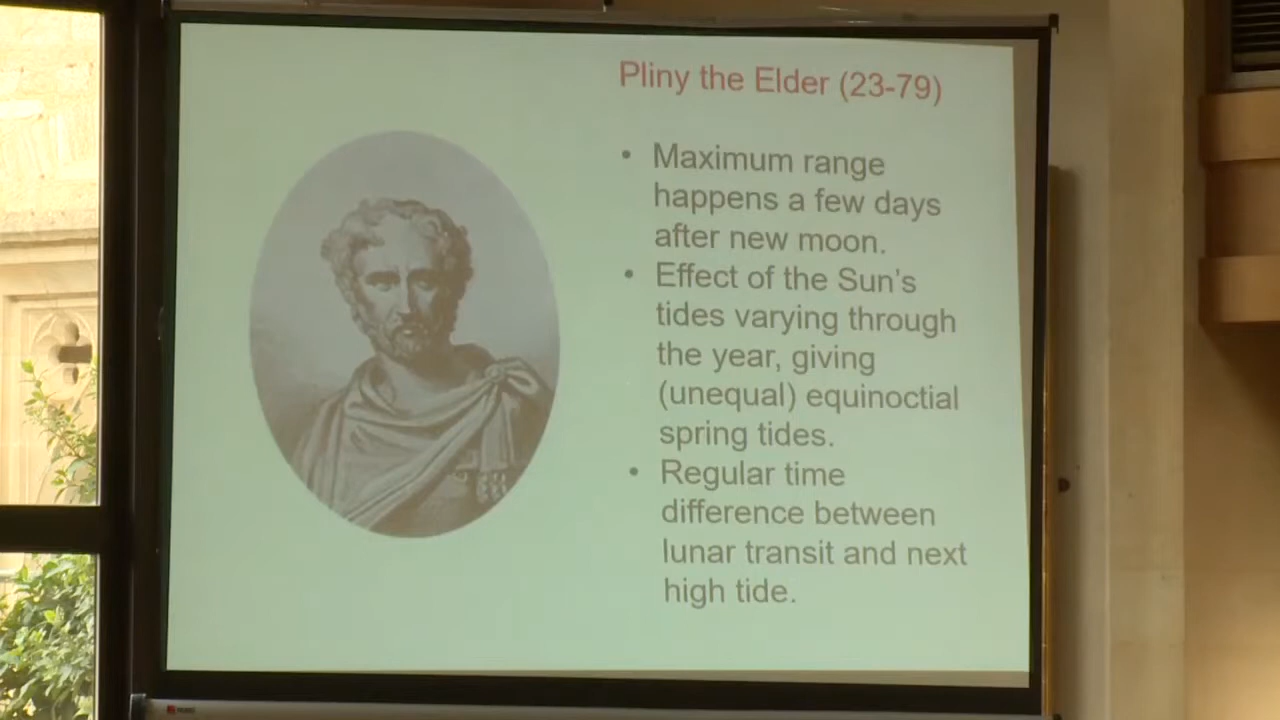 Pliny the Elder (23-79)
• Maximum range
happens a few days
after new moon.
• Effect of the Sun's
tides varying through
the year, giving
(unequal) equinoctial
spring tides.
• Regular time
difference between
lunar transit and next
high tide.